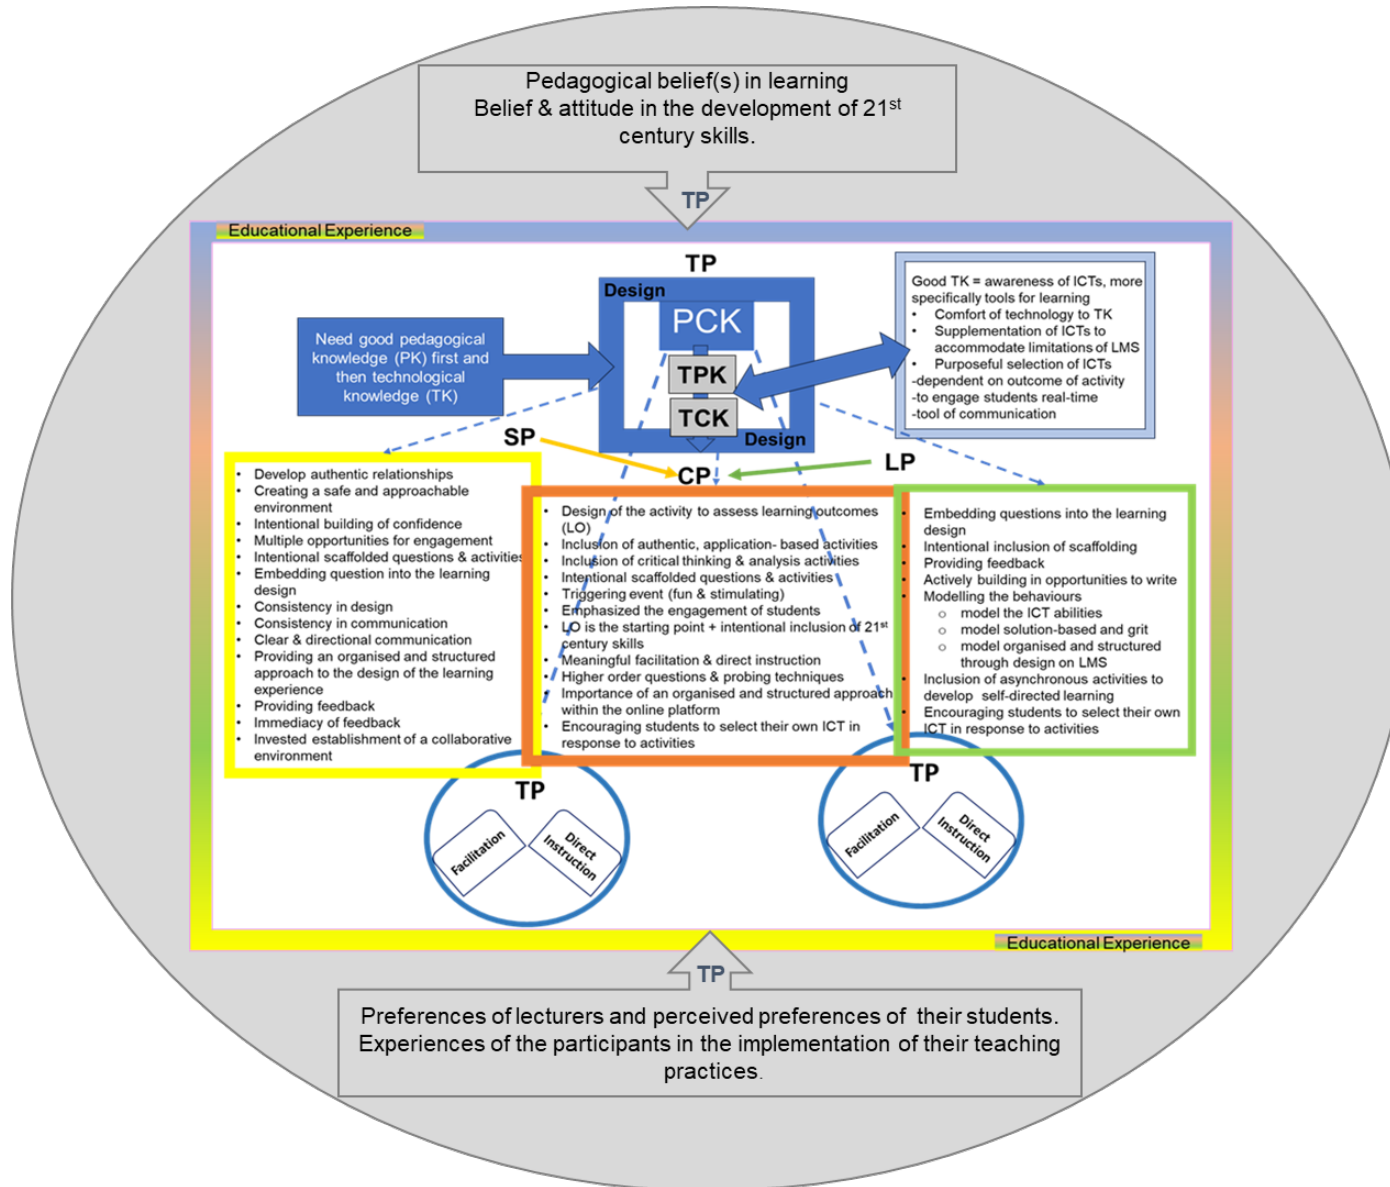 Pedagogical belief(s) in learning
Belief & attitude in the development of 21st
century skills.
TP
Educational Experience
TP
Design
PCK
TPK
TCK
Design
Need good pedagogical
knowledge (PK) first and
then technological
knowledge (TK)
Good TK = awareness of ICTs, more
specifically tools for learning
• Comfort of technology to TK
• Supplementation of ICTs to
accommodate limitations of LMS
• Purposeful selection of ICTs
-dependent on outcome of activity
-to engage students real-time
-tool of communication
SP
CP
LP
• Develop authentic relationships
• Creating a safe and approachable
environment
• Intentional building of confidence
• Multiple opportunities for engagement
• Intentional scaffolded questions & activities
• Embedding question into the learning
design
• Consistency in design
• Consistency in communication
• Clear & directional communication
• Providing an organised and structured
approach to the design of the learning
experience
• Providing feedback
• Immediacy of feedback
• Invested establishment of a collaborative
environment
• Design of the activity to assess learning outcomes
(LO)
• Inclusion of authentic, application- based activities
• Inclusion of critical thinking & analysis activities
• Intentional scaffolded questions & activities
• Triggering event (fun & stimulating)
• Emphasized the engagement of students
• LO is the starting point + intentional inclusion of 21st
century skills
• Meaningful facilitation & direct instruction
• Higher order questions & probing techniques
• Importance of an organised and structured approach
within the online platform
• Encouraging students to select their own ICT in
response to activities
• Embedding questions into the learning
design
• Intentional inclusion of scaffolding
• Providing feedback
• Actively building in opportunities to write
• Modelling the behaviours
o model the ICT abilities
o model solution-based and grit
o model organised and structured
through design on LMS
• Inclusion of asynchronous activities to
develop self-directed learning
• Encouraging students to select their own
ICT in response to activities
TP
Facilitation
Direct
Instruction
TP
Facilitation
Direct
Instruction
Educational Experience
TP
Preferences of lecturers and perceived preferences of their students.
Experiences of the participants in the implementation of their teaching
practices.